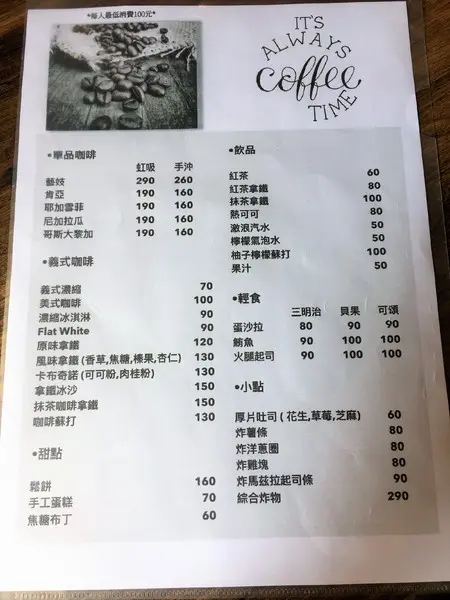 *每人最低消費100元*
IT'S
ALWAYS
coffee
TIME
•單品咖啡
虹吸 手沖
藝妓 290 260
肯亞 190 160
耶加雪菲 190 160
尼加拉瓜 190 160
哥斯大黎加 190 160
•義式咖啡
義式濃縮 70
美式咖啡 100
濃縮冰淇淋 90
Flat White 90
原味拿鐵 120
風味拿鐵 (香草,焦糖,榛果,杏仁) 130
卡布奇諾 (可可粉,肉桂粉) 130
拿鐵冰沙 150
抹茶咖啡拿鐵 150
咖啡蘇打 130
•甜點
鬆餅 160
手工蛋糕 70
焦糖布丁 60
•飲品
紅茶 60
紅茶拿鐵 80
抹茶拿鐵 100
熱可可 80
激浪汽水 50
檸檬氣泡水 50
柚子檸檬蘇打 100
果汁 50
•輕食
三明治 貝果 可頌
蛋沙拉 80 90 90
鮪魚 90 100 100
火腿起司 90 100 100
•小點
厚片吐司 (花生,草莓,芝麻) 60
炸薯條 80
炸洋蔥圈 80
炸雞塊 80
炸馬茲拉起司條 90
綜合炸物 290